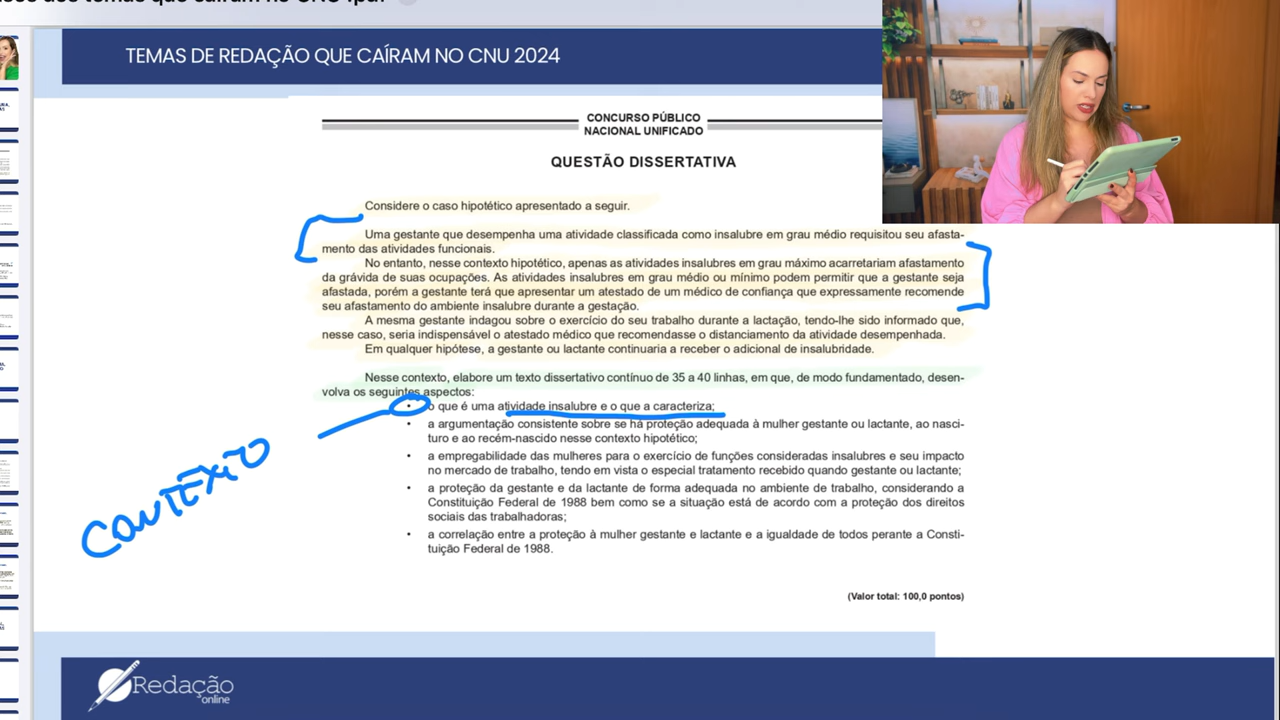 TEMAS DE REDAÇÃO QUE CAÍRAM NO CNU 2024
CONCURSO PÚBLICO
NACIONAL UNIFICADO
QUESTÃO DISSERTATIVA
Considere o caso hipotético apresentado a seguir.
Uma gestante que desempenha uma atividade classificada como insalubre em grau médio requisitou seu afasta-
mento das atividades funcionais.
No entanto, nesse contexto hipotético, apenas as atividades insalubres em grau máximo acarretariam afastamento
da grávida de suas ocupações. As atividades insalubres em grau médio ou mínimo podem permitir que a gestante seja
afastada, porém a gestante terá que apresentar um atestado de um médico de confiança que expressamente recomende
seu afastamento do ambiente insalubre durante a gestação.
A mesma gestante indagou sobre o exercício do seu trabalho durante a lactação, tendo-lhe sido informado que,
nesse caso, seria indispensável o atestado médico que recomendasse o distanciamento da atividade desempenhada.
Em qualquer hipótese, a gestante ou lactante continuaria a receber o adicional de insalubridade.
Nesse contexto, elabore um texto dissertativo contínuo de 35 a 40 linhas, em que, de modo fundamentado, desen-
volva os seguintes aspectos:
• o que é uma atividade insalubre e o que a caracteriza;
• a argumentação consistente sobre se há proteção adequada à mulher gestante ou lactante, ao nasci-
turo e ao recém-nascido nesse contexto hipotético;
• a empregabilidade das mulheres para o exercício de funções consideradas insalubres e seu impacto
no mercado de trabalho, tendo em vista o especial tratamento recebido quando gestante ou lactante;
• a proteção da gestante e da lactante de forma adequada no ambiente de trabalho, considerando a
Constituição Federal de 1988 bem como se a situação está de acordo com a proteção dos direitos
sociais das trabalhadoras;
• a correlação entre a proteção à mulher gestante e lactante e a igualdade de todos perante a Consti-
tuição Federal de 1988.
CONTEXTO
(Valor total: 100,0 pontos)
Redação
online